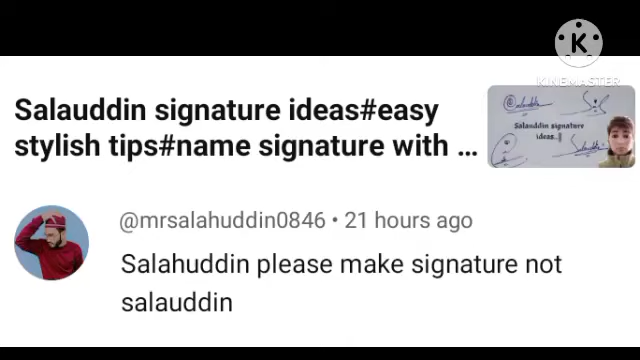 K
KINEMASTER
Salauddin signature ideas#easy
stylish tips#name signature with ...
Salauddin signature
ideas..
@mrsalahuddin0846 • 21 hours ago
Salahuddin please make signature not
salauddin